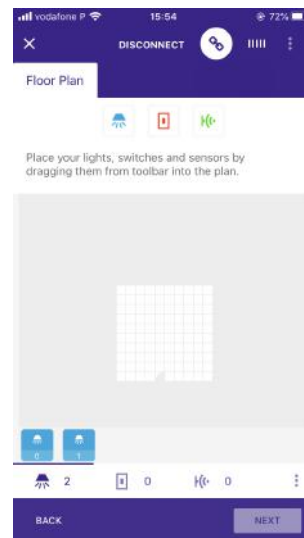 vodafone P 15:54 72%
DISCONNECT
Floor Plan
Place your lights, switches and sensors by
dragging them from toolbar into the plan.
0 1
2 0 0
BACK NEXT